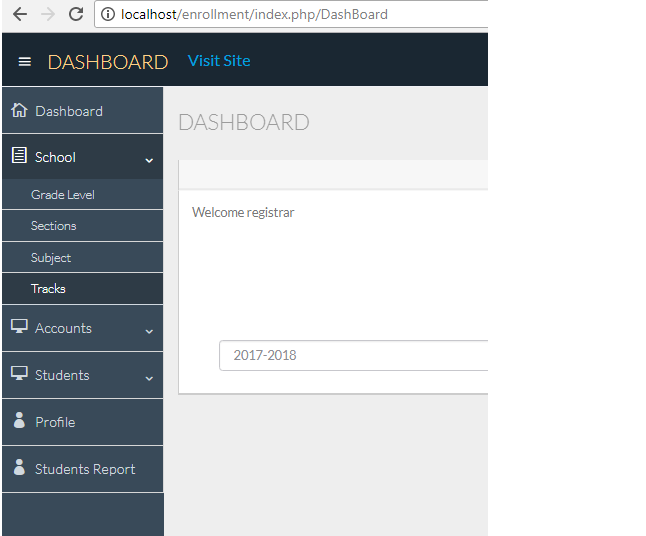 localhost/enrollment/index.php/DashBoard
DASHBOARD Visit Site
Dashboard
School
Grade Level
Sections
Subject
Tracks
Accounts
Students
Profile
Students Report
DASHBOARD
Welcome registrar
2017-2018